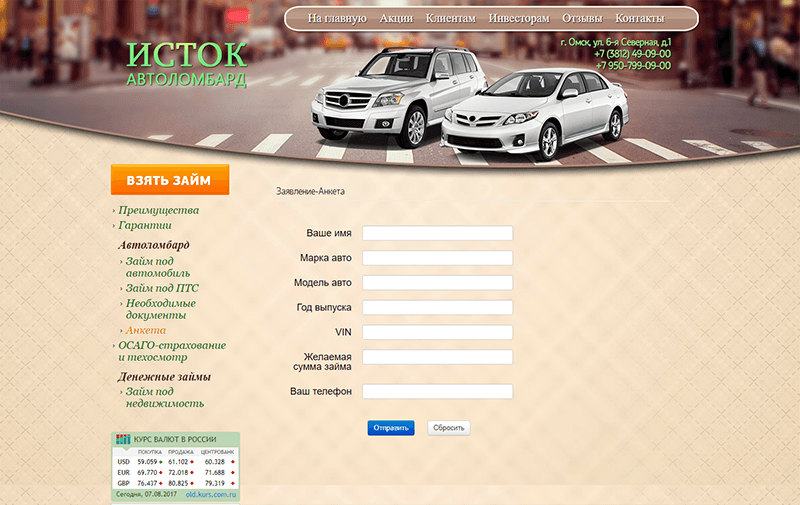 На главную Акции Клиентам Инвесторам Отзывы Контакты
ИСТОК
АВТОЛОМБАРД
г. Омск, ул. 6-я Северная, д.1
+7 (3812) 49-09-00
+7 950-799-09-00
ВЗЯТЬ ЗАЙМ
Преимущества
Гарантии
Автоломбард
Займ под
автомобиль
Займ под ПТС
Необходимые
документы
Анкета
ОСАГО-страхование
и техосмотр
Денежные займы
Займ под
недвижимость
Заявление-Анкета
Ваше имя
Марка авто
Модель авто
Год выпуска
VIN
Желаемая
сумма займа
Ваш телефон
Отправить Сбросить
КУРС ВАЛЮТ В РОССИИ
ПОКУПКА ПРОДАЖА ЦЕНТРОБАНК
USD 59.059 61.102 60.328
EUR 69.770 72.018 71.688
GBP 76.437 80.825 79.319
Сегодня, 07.08.2017 old.kurs.com.ru